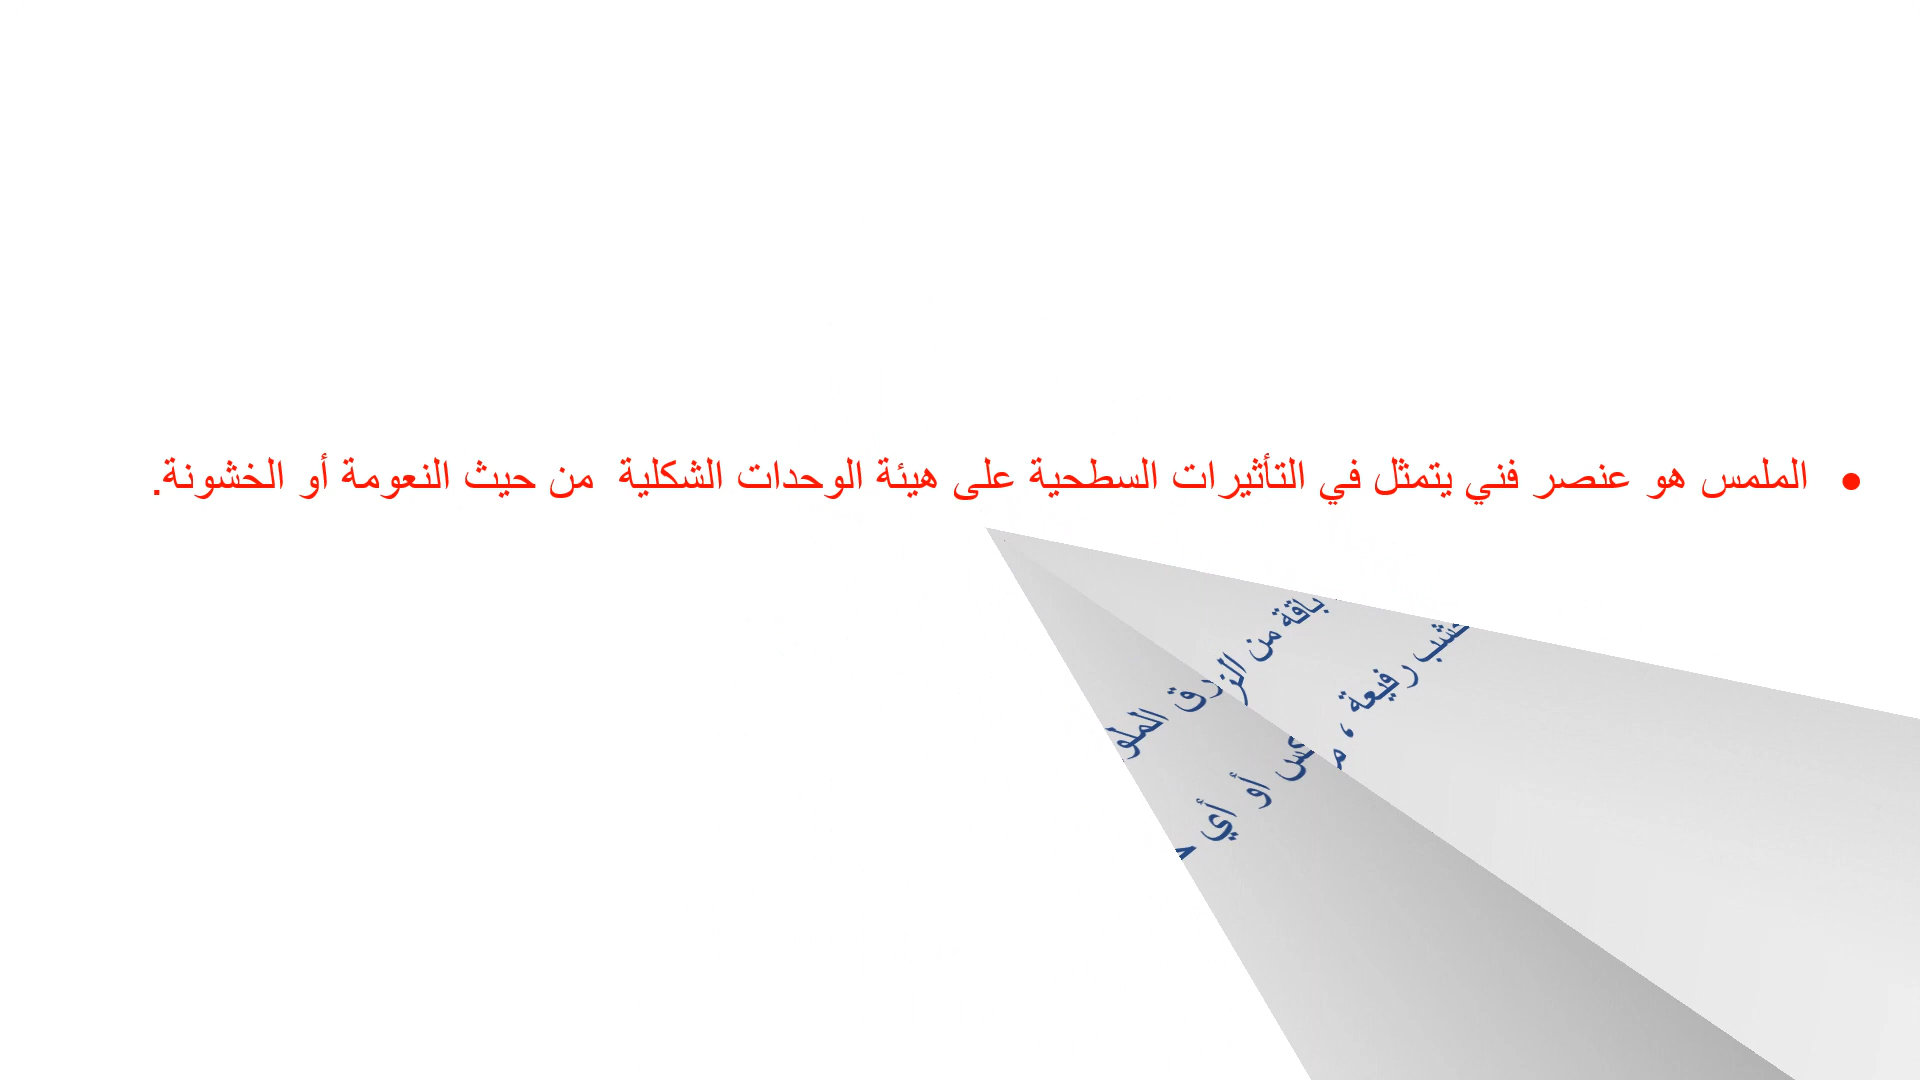 • الملمس هو عنصر فني يتمثل في التأثيرات السطحية على هيئة الوحدات الشكلية  من حيث النعومة أو الخشونة.
باقة من
رفيعة ،
أو أي